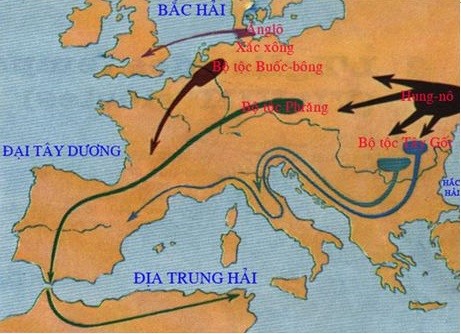 BẮC HẢI
Ănglô
Xắc xông
Bộ tộc Buốc-bông
Bộ tộc Phrăng
Hung-nô
Bộ tộc Tây Gốt
ĐẠI TÂY DƯƠNG
HẮC HẢI
ĐỊA TRUNG HẢI